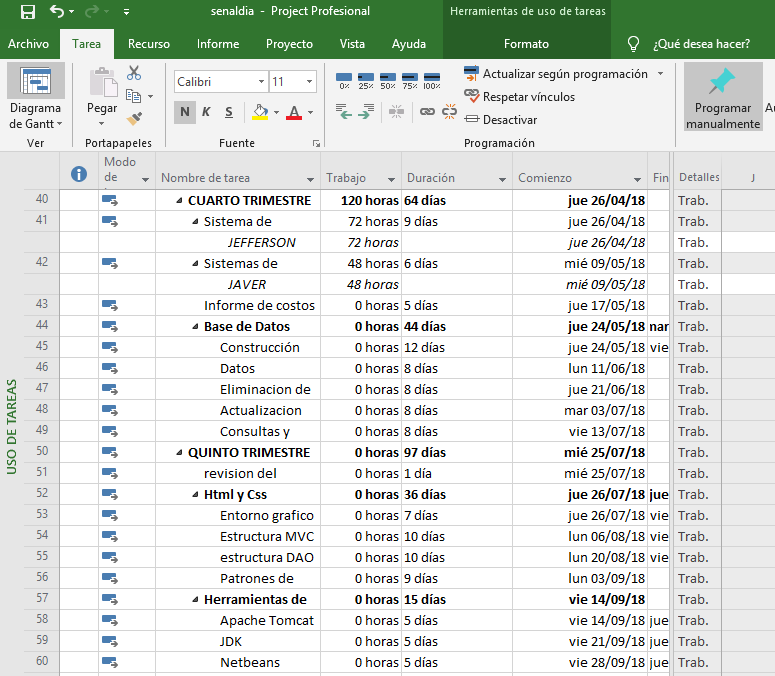 senaldia - Project Profesional
Herramientas de uso de tareas
Archivo Tarea Recurso Informe Proyecto Vista Ayuda Formato ¿Qué desea hacer?
Diagrama de Gantt
Ver
Pegar
Portapapeles
Calibri 11
N K S A
Fuente
0% 25% 50% 75% 100%
Actualizar según programación
Respetar vínculos
Desactivar
Programación
Programar manualmente
Modo de Nombre de tarea Trabajo Duración Comienzo Fin Detalles J
USO DE TAREAS
40 CUARTO TRIMESTRE 120 horas 64 días jue 26/04/18 Trab.
41 Sistema de 72 horas 9 días jue 26/04/18 Trab.
JEFFERSON 72 horas jue 26/04/18 Trab.
42 Sistemas de 48 horas 6 días mié 09/05/18 Trab.
JAVER 48 horas mié 09/05/18 Trab.
43 Informe de costos 0 horas 5 días jue 17/05/18 Trab.
44 Base de Datos 0 horas 44 días jue 24/05/18 mar Trab.
45 Construcción 0 horas 12 días jue 24/05/18 vie Trab.
46 Datos 0 horas 8 días lun 11/06/18 Trab.
47 Eliminacion de 0 horas 8 días jue 21/06/18 Trab.
48 Actualizacion 0 horas 8 días mar 03/07/18 Trab.
49 Consultas y 0 horas 8 días vie 13/07/18 Trab.
50 QUINTO TRIMESTRE 0 horas 97 días mié 25/07/18 Trab.
51 revision del 0 horas 1 día mié 25/07/18 Trab.
52 Html y Css 0 horas 36 días jue 26/07/18 jue Trab.
53 Entorno grafico 0 horas 7 días jue 26/07/18 vie Trab.
54 Estructura MVC 0 horas 10 días lun 06/08/18 vie Trab.
55 estructura DAO 0 horas 10 días lun 20/08/18 vie Trab.
56 Patrones de 0 horas 9 días lun 03/09/18 Trab.
57 Herramientas de 0 horas 15 días vie 14/09/18 Trab.
58 Apache Tomcat 0 horas 5 días vie 14/09/18 jue Trab.
59 JDK 0 horas 5 días vie 21/09/18 jue Trab.
60 Netbeans 0 horas 5 días vie 28/09/18 jue Trab.